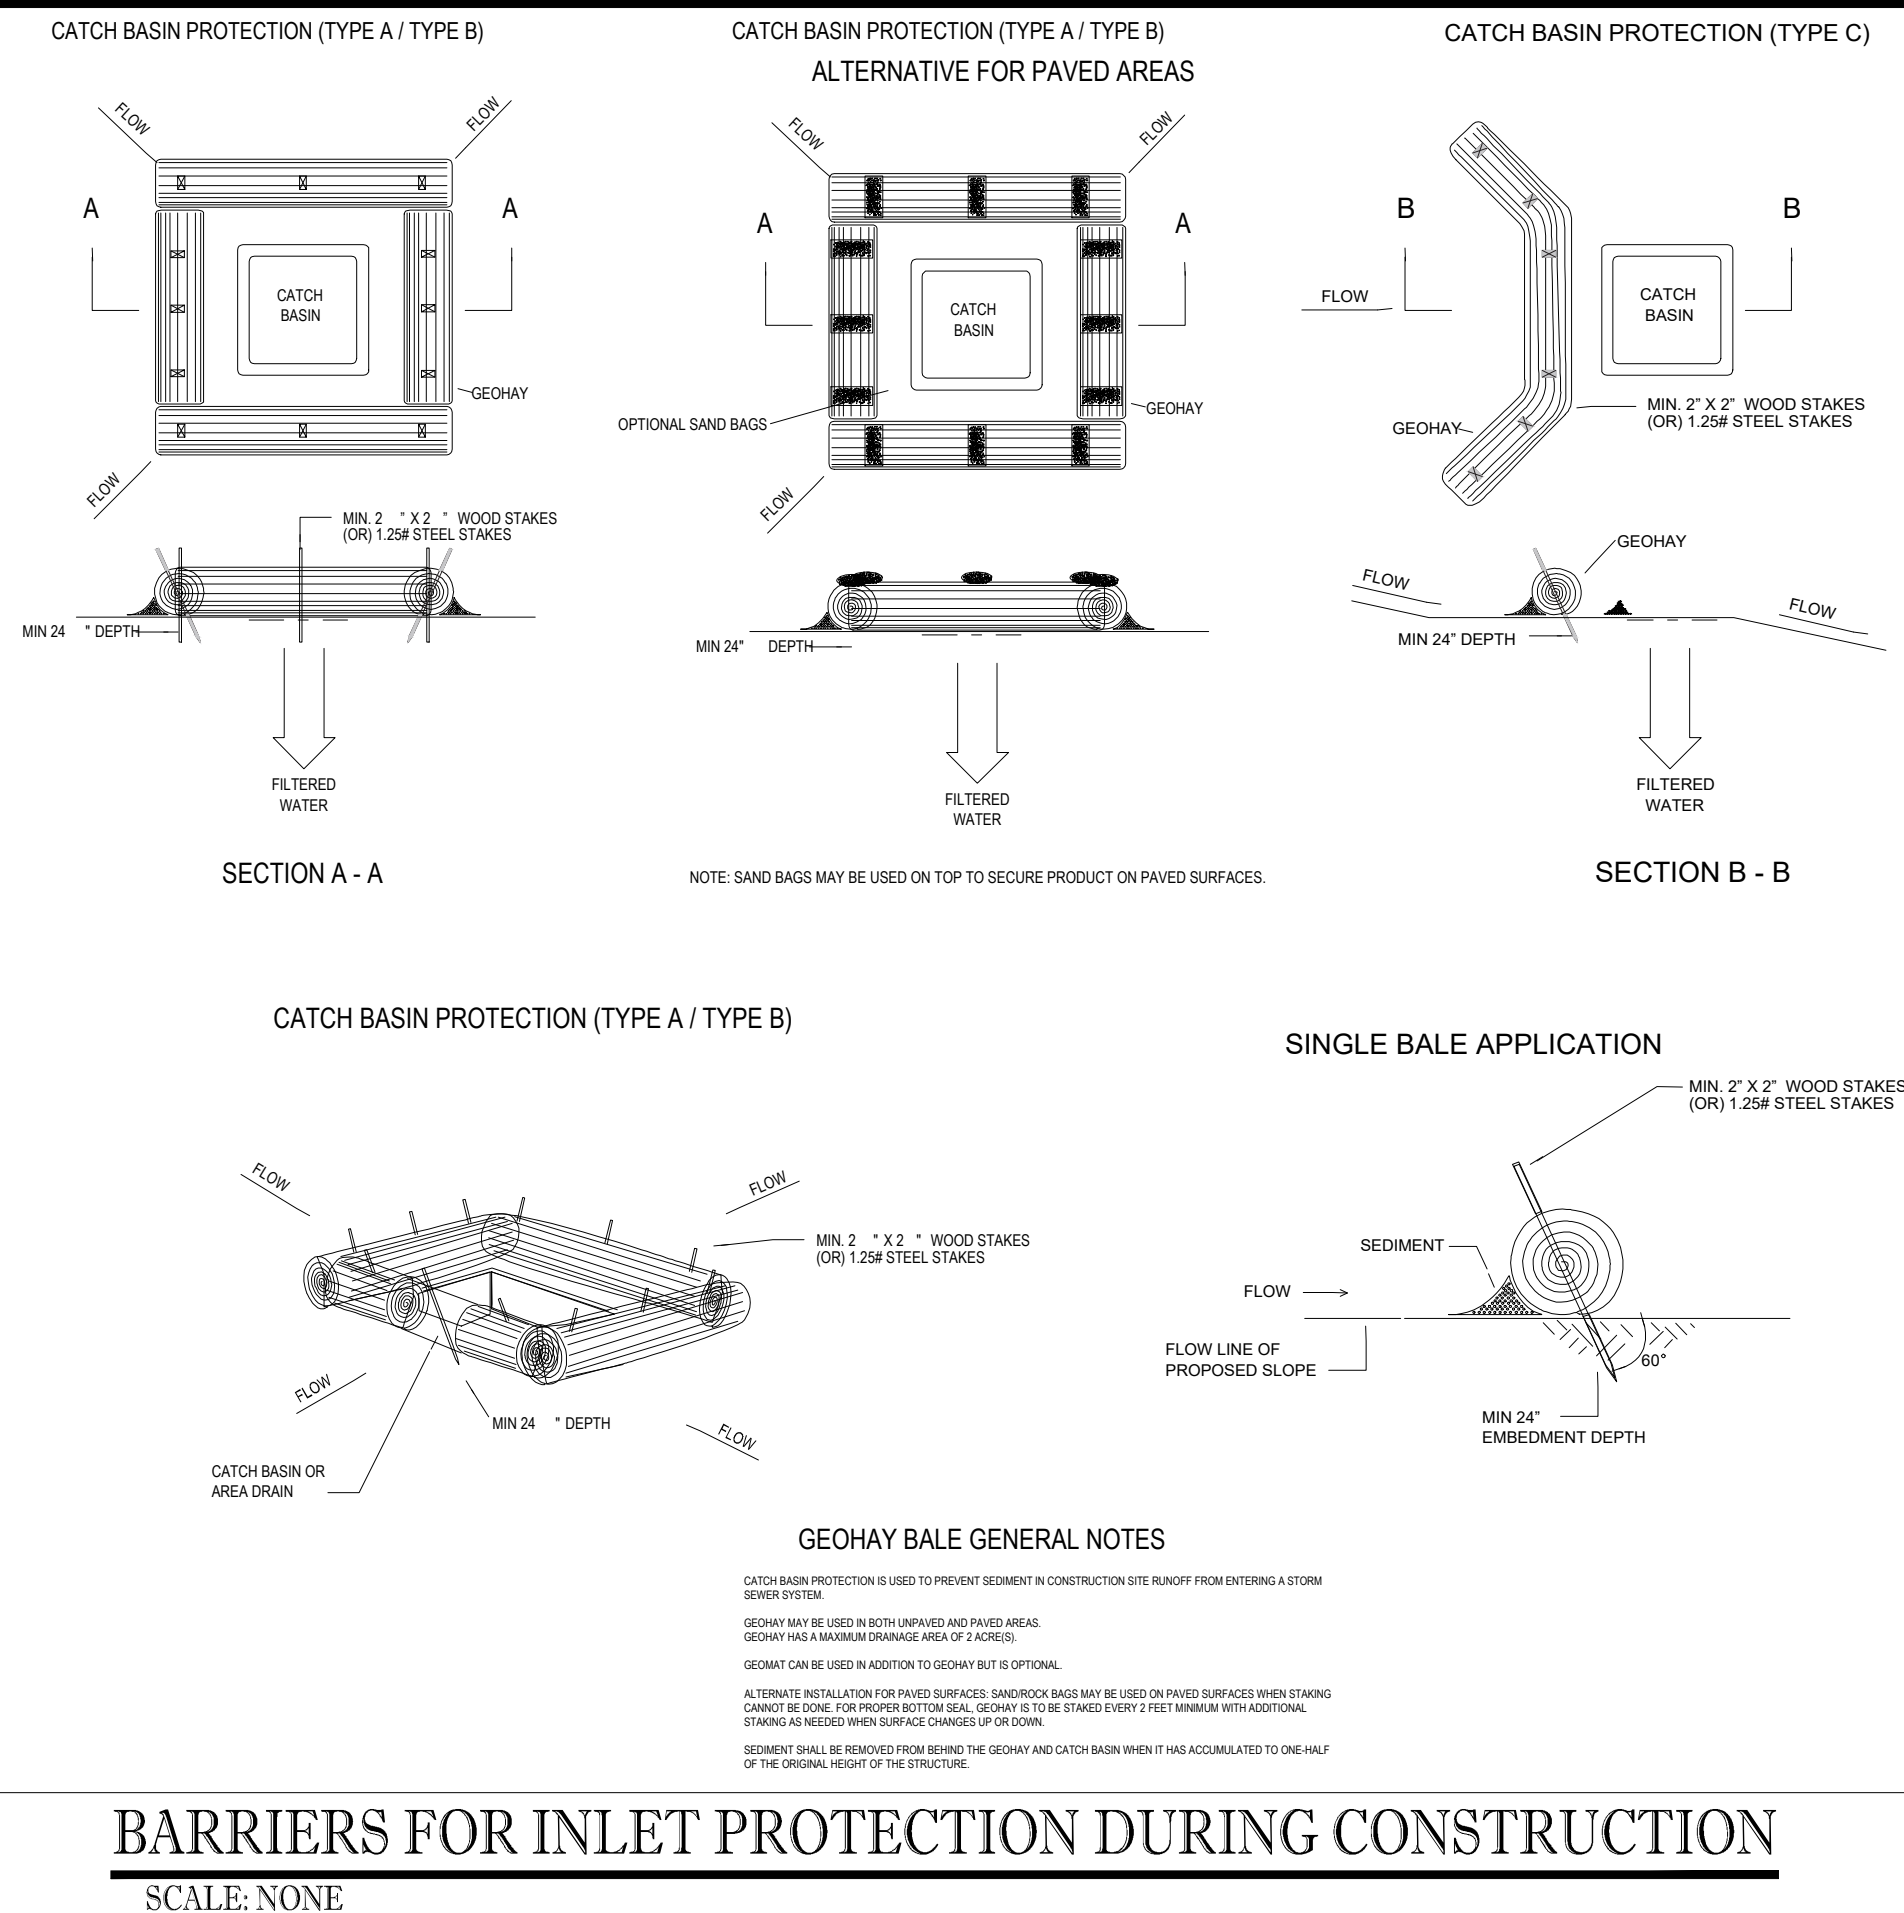 CATCH BASIN PROTECTION (TYPE A / TYPE B)
FLOW
FLOW
A
A
CATCH
BASIN
GEOHAY
FLOW
MIN. 2 " X 2 " WOOD STAKES
(OR) 1.25# STEEL STAKES
MIN 24 " DEPTH
FILTERED
WATER
SECTION A - A
CATCH BASIN PROTECTION (TYPE A / TYPE B)
ALTERNATIVE FOR PAVED AREAS
FLOW
FLOW
A
A
CATCH
BASIN
OPTIONAL SAND BAGS
GEOHAY
FLOW
MIN 24" DEPTH
FILTERED
WATER
NOTE: SAND BAGS MAY BE USED ON TOP TO SECURE PRODUCT ON PAVED SURFACES.
CATCH BASIN PROTECTION (TYPE C)
B
B
FLOW
CATCH
BASIN
MIN. 2” X 2” WOOD STAKES
(OR) 1.25# STEEL STAKES
GEOHAY
GEOHAY
FLOW
FLOW
MIN 24” DEPTH
FILTERED
WATER
SECTION B - B
CATCH BASIN PROTECTION (TYPE A / TYPE B)
FLOW
FLOW
MIN. 2 " X 2 " WOOD STAKES
(OR) 1.25# STEEL STAKES
FLOW
MIN 24 " DEPTH
FLOW
CATCH BASIN OR
AREA DRAIN
SINGLE BALE APPLICATION
MIN. 2” X 2” WOOD STAKES
(OR) 1.25# STEEL STAKES
SEDIMENT
FLOW
FLOW LINE OF
PROPOSED SLOPE
60°
MIN 24”
EMBEDMENT DEPTH
GEOHAY BALE GENERAL NOTES
CATCH BASIN PROTECTION IS USED TO PREVENT SEDIMENT IN CONSTRUCTION SITE RUNOFF FROM ENTERING A STORM
SEWER SYSTEM.
GEOHAY MAY BE USED IN BOTH UNPAVED AND PAVED AREAS.
GEOHAY HAS A MAXIMUM DRAINAGE AREA OF 2 ACRE(S).
GEOMAT CAN BE USED IN ADDITION TO GEOHAY BUT IS OPTIONAL.
ALTERNATE INSTALLATION FOR PAVED SURFACES: SAND/ROCK BAGS MAY BE USED ON PAVED SURFACES WHEN STAKING
CANNOT BE DONE. FOR PROPER BOTTOM SEAL, GEOHAY IS TO BE STAKED EVERY 2 FEET MINIMUM WITH ADDITIONAL
STAKING AS NEEDED WHEN SURFACE CHANGES UP OR DOWN.
SEDIMENT SHALL BE REMOVED FROM BEHIND THE GEOHAY AND CATCH BASIN WHEN IT HAS ACCUMULATED TO ONE-HALF
OF THE ORIGINAL HEIGHT OF THE STRUCTURE.
BARRIERS FOR INLET PROTECTION DURING CONSTRUCTION
SCALE: NONE